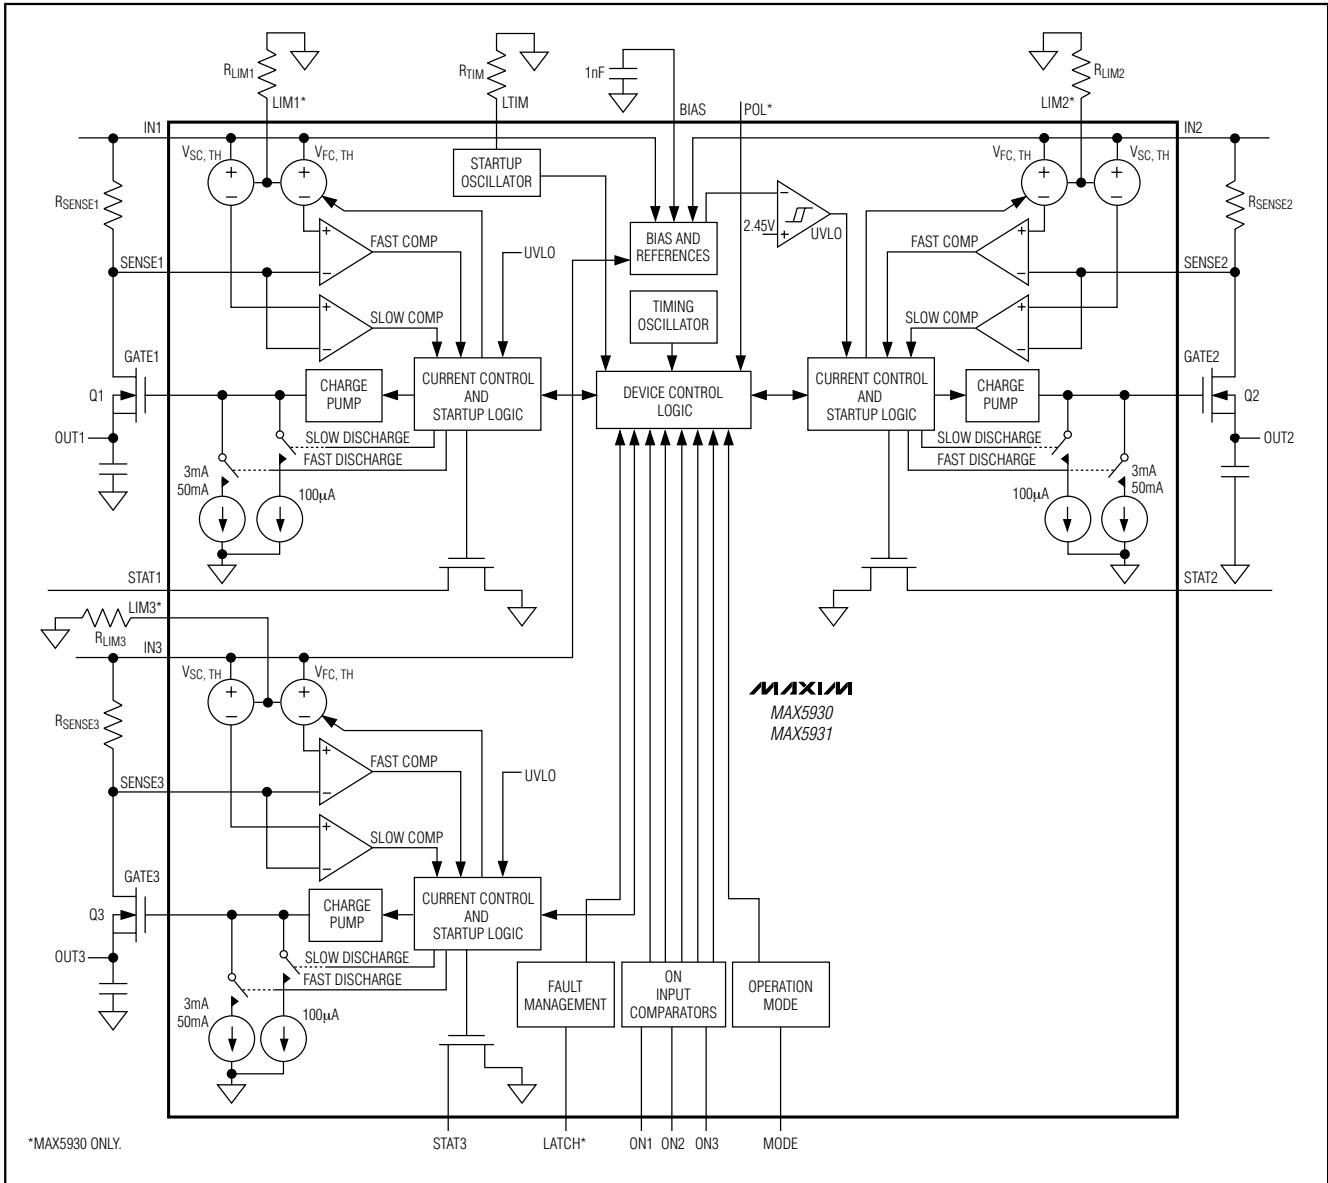 RLIM1
LIM1*
RTIM
LTIM
1nF
BIAS
POL*
RLIM2
LIM2*
IN1
IN2
VSC, TH
VFC, TH
STARTUP
OSCILLATOR
VFC, TH
VSC, TH
+
−
+
−
+
−
+
−
RSENSE1
RSENSE2
BIAS AND
REFERENCES
−
2.45V
+
UVLO
+
−
FAST COMP
UVLO
FAST COMP
+
−
SENSE1
SENSE2
TIMING
OSCILLATOR
+
−
SLOW COMP
SLOW COMP
+
−
GATE1
GATE2
Q1
CHARGE
PUMP
CURRENT CONTROL
AND
STARTUP LOGIC
DEVICE CONTROL
LOGIC
CURRENT CONTROL
AND
STARTUP LOGIC
CHARGE
PUMP
Q2
OUT1
OUT2
SLOW DISCHARGE
FAST DISCHARGE
SLOW DISCHARGE
FAST DISCHARGE
3mA
50mA
100μA
100μA
3mA
50mA
STAT1
STAT2
LIM3*
RLIM3
IN3
VSC, TH
VFC, TH
+
−
+
−
MAXIM
MAX5930
MAX5931
RSENSE3
+
−
FAST COMP
UVLO
SENSE3
+
−
SLOW COMP
GATE3
Q3
CHARGE
PUMP
CURRENT CONTROL
AND
STARTUP LOGIC
OUT3
SLOW DISCHARGE
FAST DISCHARGE
3mA
50mA
100μA
FAULT
MANAGEMENT
ON
INPUT
COMPARATORS
OPERATION
MODE
*MAX5930 ONLY.
STAT3
LATCH*
ON1
ON2
ON3
MODE